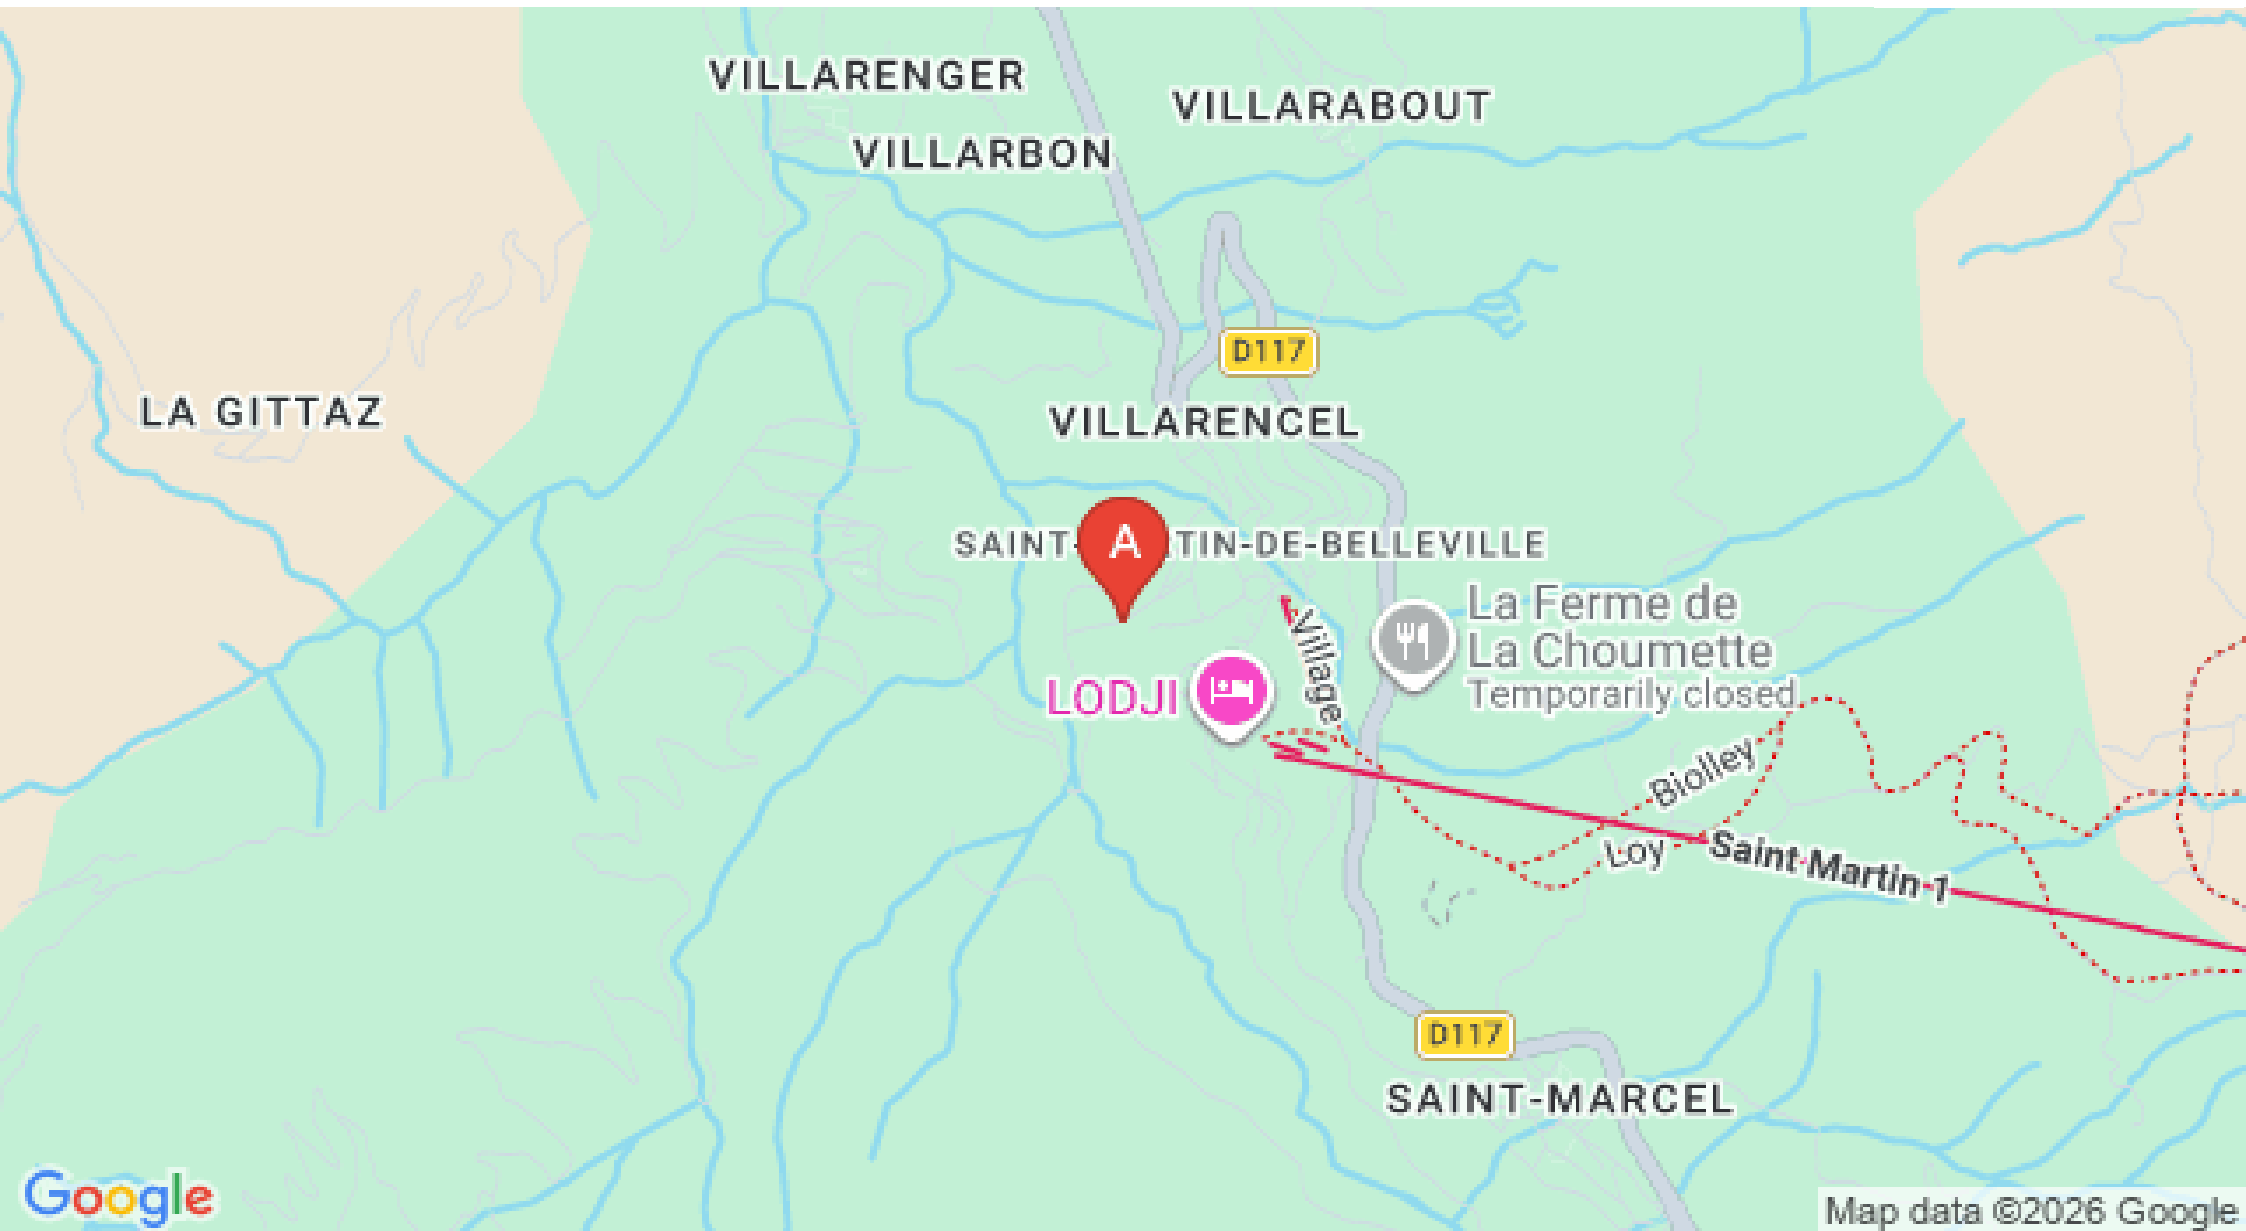 VILLARENGER
VILLARABOUT
VILLARBON
D117
LA GITTAZ
VILLARENCEL
A
SAINT- TIN-DE-BELLEVILLE
La Ferme de
La Choumette
Temporarily closed
Village
LODJI
Biolley
Loy
Saint Martin 1
D117
SAINT-MARCEL
Google
Map data ©2026 Google